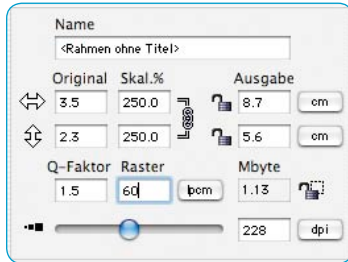 Name
<Rahmen ohne Titel>
Original Skal.% Ausgabe
3.5 250.0 8.7 cm
2.3 250.0 5.6 cm
Q-Faktor Raster Mbyte
1.5 60 lpcm 1.13
228 dpi